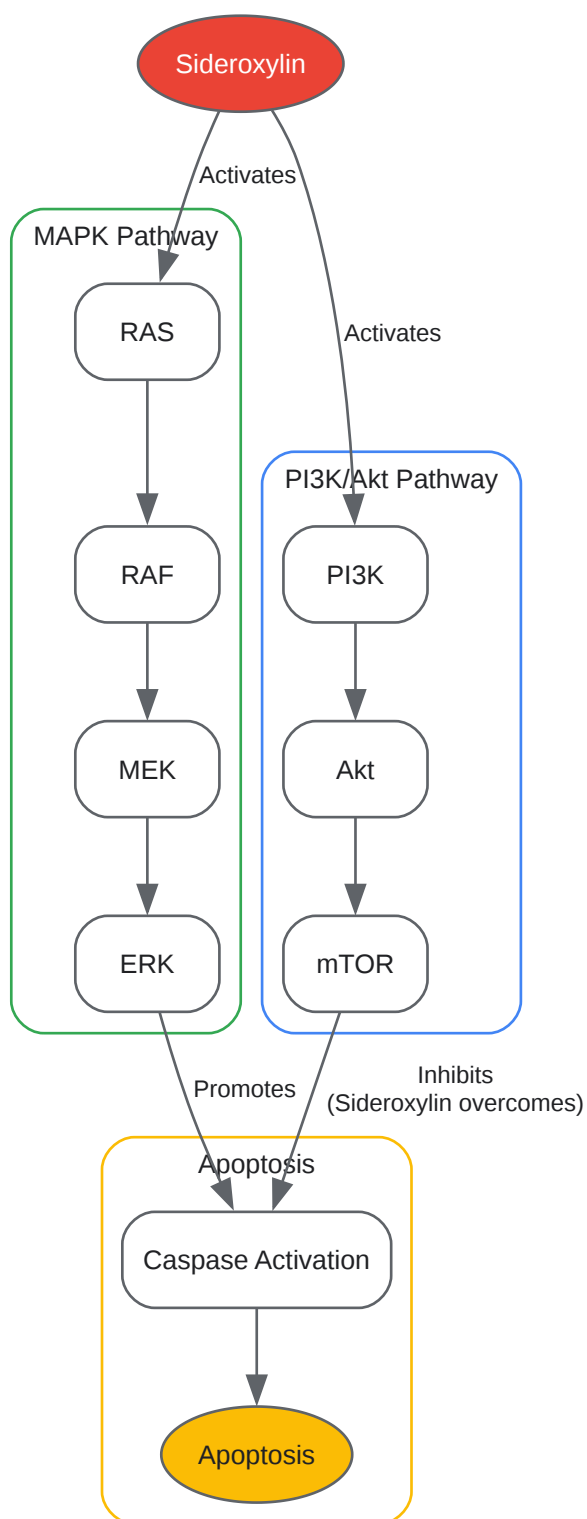 Sideroxylin
Activates
MAPK Pathway
RAS
Activates
PI3K/Akt Pathway
RAF
PI3K
MEK
Akt
ERK
mTOR
Promotes
Inhibits
(Sideroxylin overcomes)
Apoptosis
Caspase Activation
Apoptosis